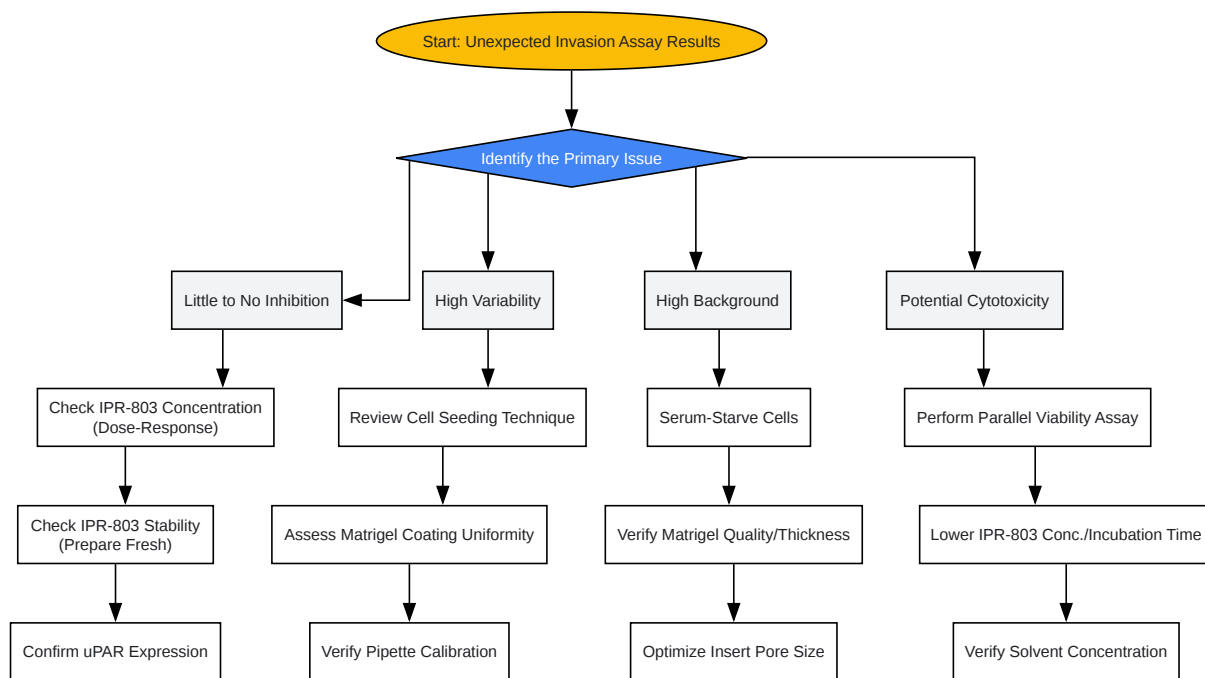 Start: Unexpected Invasion Assay Results
Identify the Primary Issue
Little to No Inhibition
High Variability
High Background
Potential Cytotoxicity
Check IPR-803 Concentration
(Dose-Response)
Review Cell Seeding Technique
Serum-Starve Cells
Perform Parallel Viability Assay
Check IPR-803 Stability
(Prepare Fresh)
Assess Matrigel Coating Uniformity
Verify Matrigel Quality/Thickness
Lower IPR-803 Conc./Incubation Time
Confirm uPAR Expression
Verify Pipette Calibration
Optimize Insert Pore Size
Verify Solvent Concentration